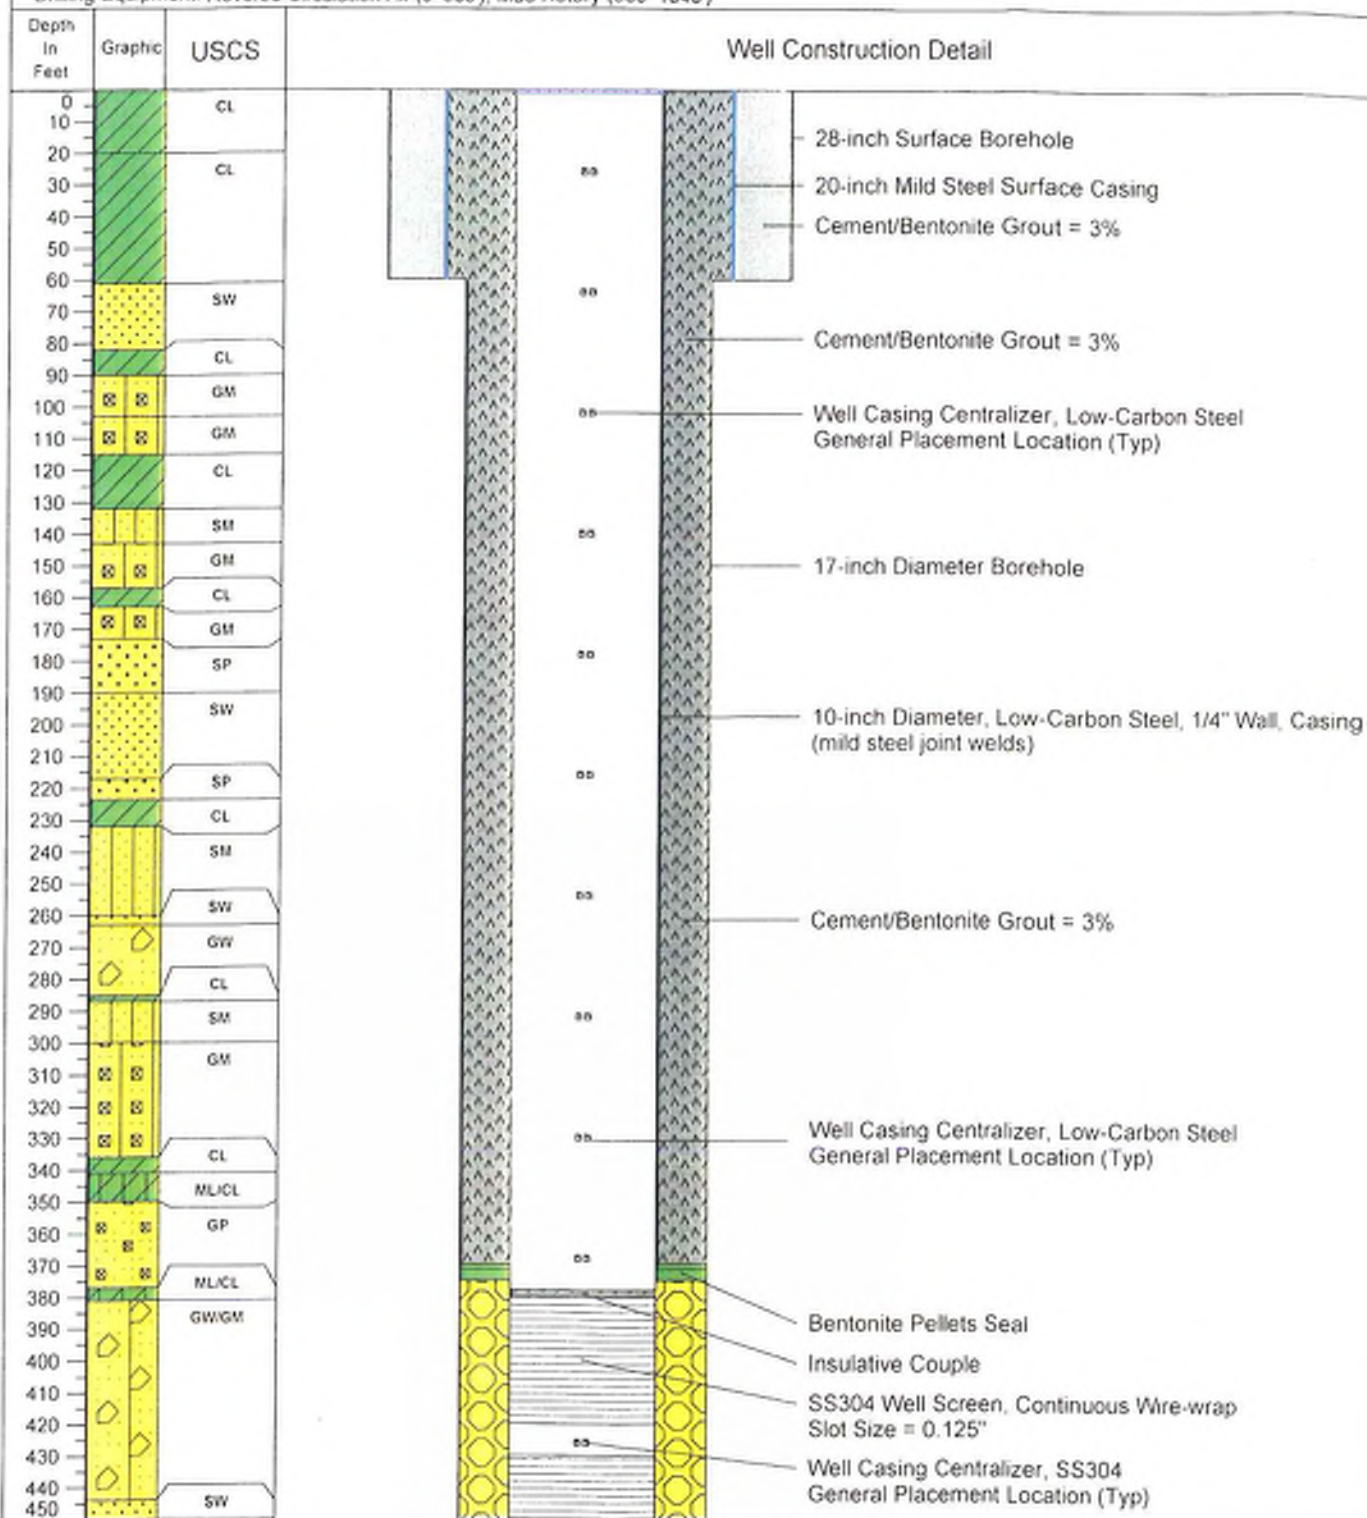 Depth
In
Feet
Graphic
USCS
Well Construction Detail
0
10
20
30
40
50
60
70
80
90
100
110
120
130
140
150
160
170
180
190
200
210
220
230
240
250
260
270
280
290
300
310
320
330
340
350
360
370
380
390
400
410
420
430
440
450
CL
CL
SW
CL
GM
GM
CL
SM
GM
CL
GM
SP
SW
SP
CL
SM
SW
GW
CL
SM
GM
CL
ML/CL
GP
ML/CL
GW/GM
SW
28-inch Surface Borehole
20-inch Mild Steel Surface Casing
Cement/Bentonite Grout = 3%
Cement/Bentonite Grout = 3%
Well Casing Centralizer, Low-Carbon Steel
General Placement Location (Typ)
17-inch Diameter Borehole
10-inch Diameter, Low-Carbon Steel, 1/4" Wall, Casing
(mild steel joint welds)
Cement/Bentonite Grout = 3%
Well Casing Centralizer, Low-Carbon Steel
General Placement Location (Typ)
Bentonite Pellets Seal
Insulative Couple
SS304 Well Screen, Continuous Wire-wrap
Slot Size = 0.125"
Well Casing Centralizer, SS304
General Placement Location (Typ)